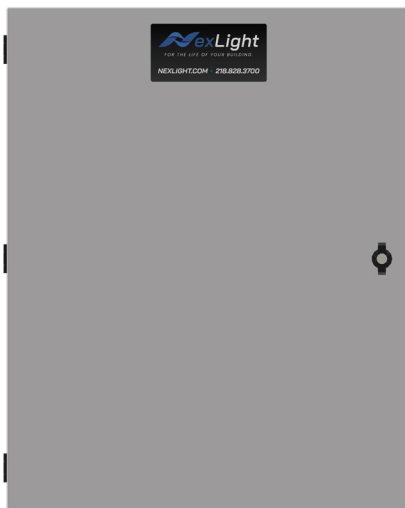 NexLight
FOR THE LIFE OF YOUR BUILDING.
NEXLIGHT.COM · 218.828.3700